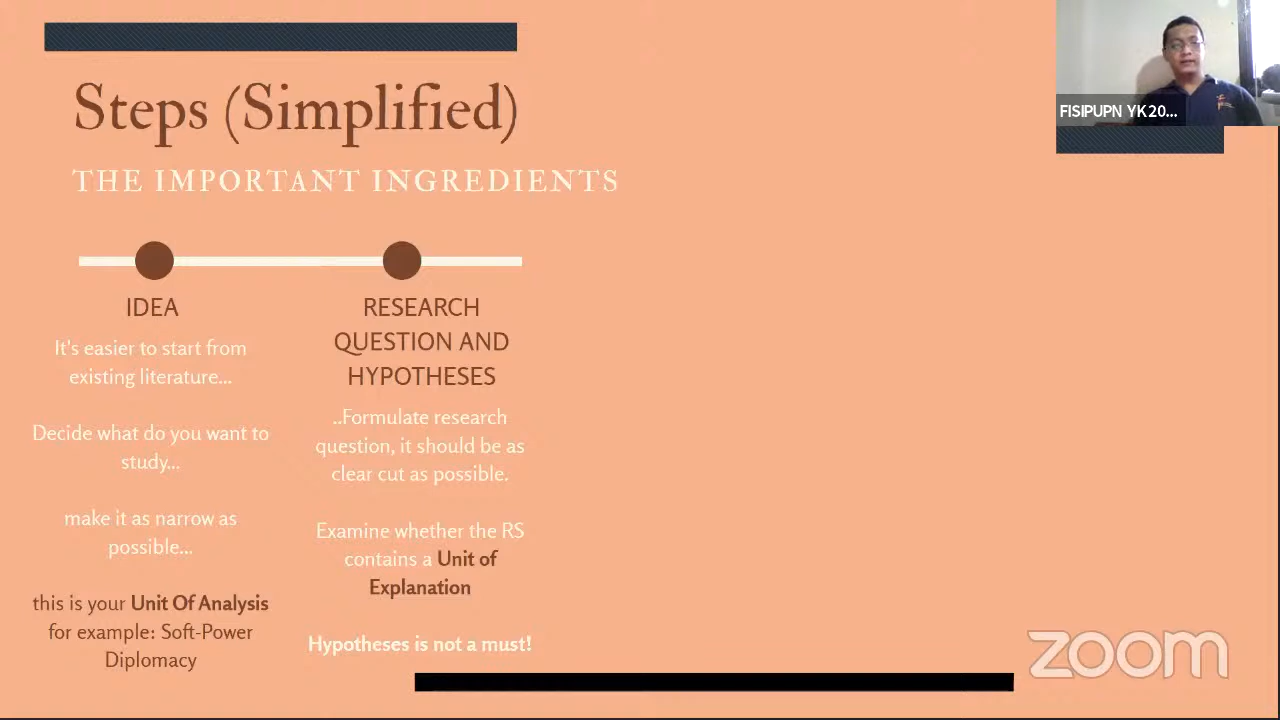 Steps (Simplified)
THE IMPORTANT INGREDIENTS
IDEA
It's easier to start from
existing literature...
Decide what do you want to
study...
make it as narrow as
possible...
this is your Unit Of Analysis
for example: Soft-Power
Diplomacy
RESEARCH
QUESTION AND
HYPOTHESES
..Formulate research
question, it should be as
clear cut as possible.
Examine whether the RS
contains a Unit of
Explanation
Hypotheses is not a must!
FISIPUPN YK20...
zoom